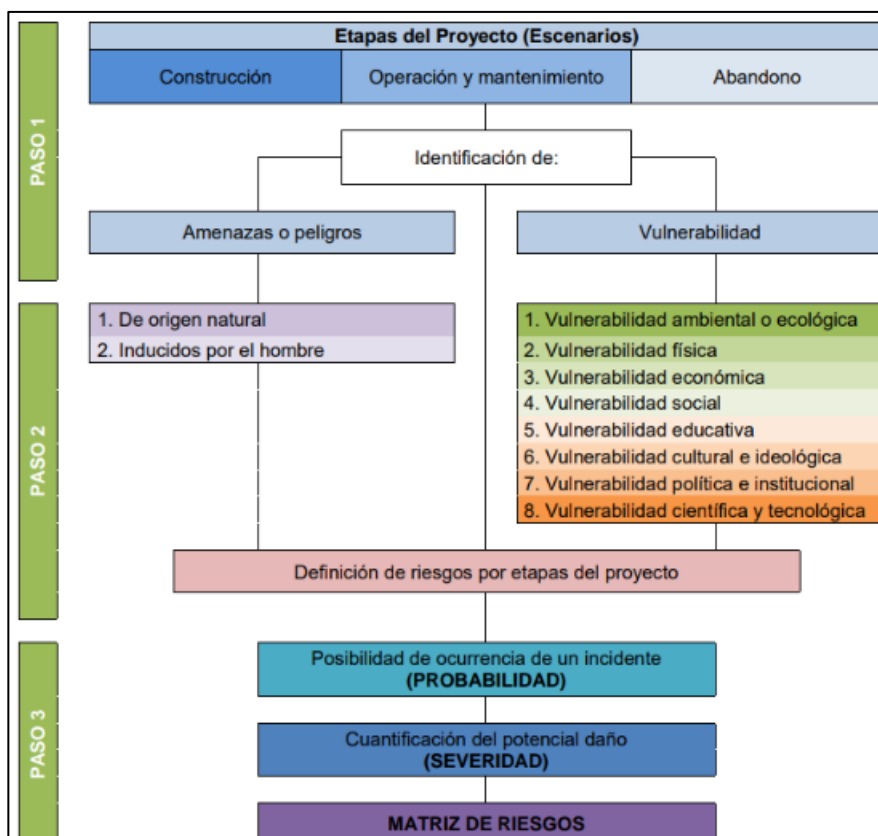 Etapas del Proyecto (Escenarios)
Construcción
Operación y mantenimiento
Abandono
PASO 1
Identificación de:
Amenazas o peligros
Vulnerabilidad
PASO 2
1. De origen natural
2. Inducidos por el hombre
1. Vulnerabilidad ambiental o ecológica
2. Vulnerabilidad física
3. Vulnerabilidad económica
4. Vulnerabilidad social
5. Vulnerabilidad educativa
6. Vulnerabilidad cultural e ideológica
7. Vulnerabilidad política e institucional
8. Vulnerabilidad científica y tecnológica
Definición de riesgos por etapas del proyecto
PASO 3
Posibilidad de ocurrencia de un incidente
(PROBABILIDAD)
Cuantificación del potencial daño
(SEVERIDAD)
MATRIZ DE RIESGOS